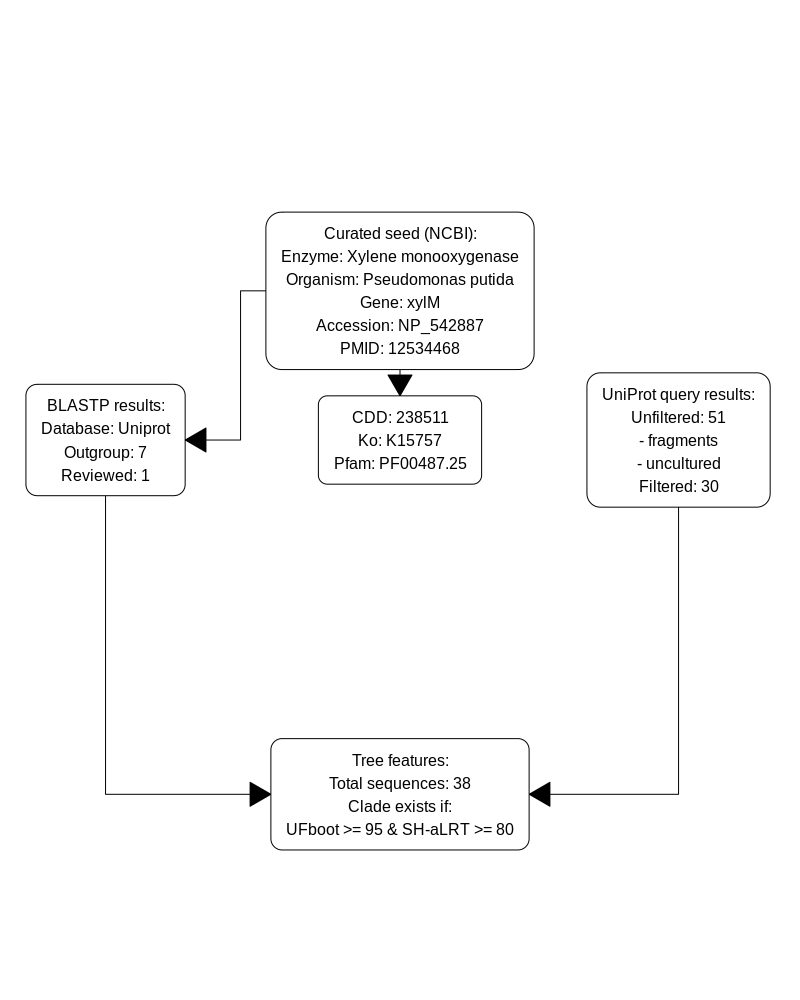 Curated seed (NCBI):
Enzyme: Xylene monooxygenase
Organism: Pseudomonas putida
Gene: xylM
Accession: NP_542887
PMID: 12534468
BLASTP results:
Database: Uniprot
Outgroup: 7
Reviewed: 1
CDD: 238511
Ko: K15757
Pfam: PF00487.25
UniProt query results:
Unfiltered: 51
- fragments
- uncultured
Filtered: 30
Tree features:
Total sequences: 38
Clade exists if:
UFboot >= 95 & SH-aLRT >= 80